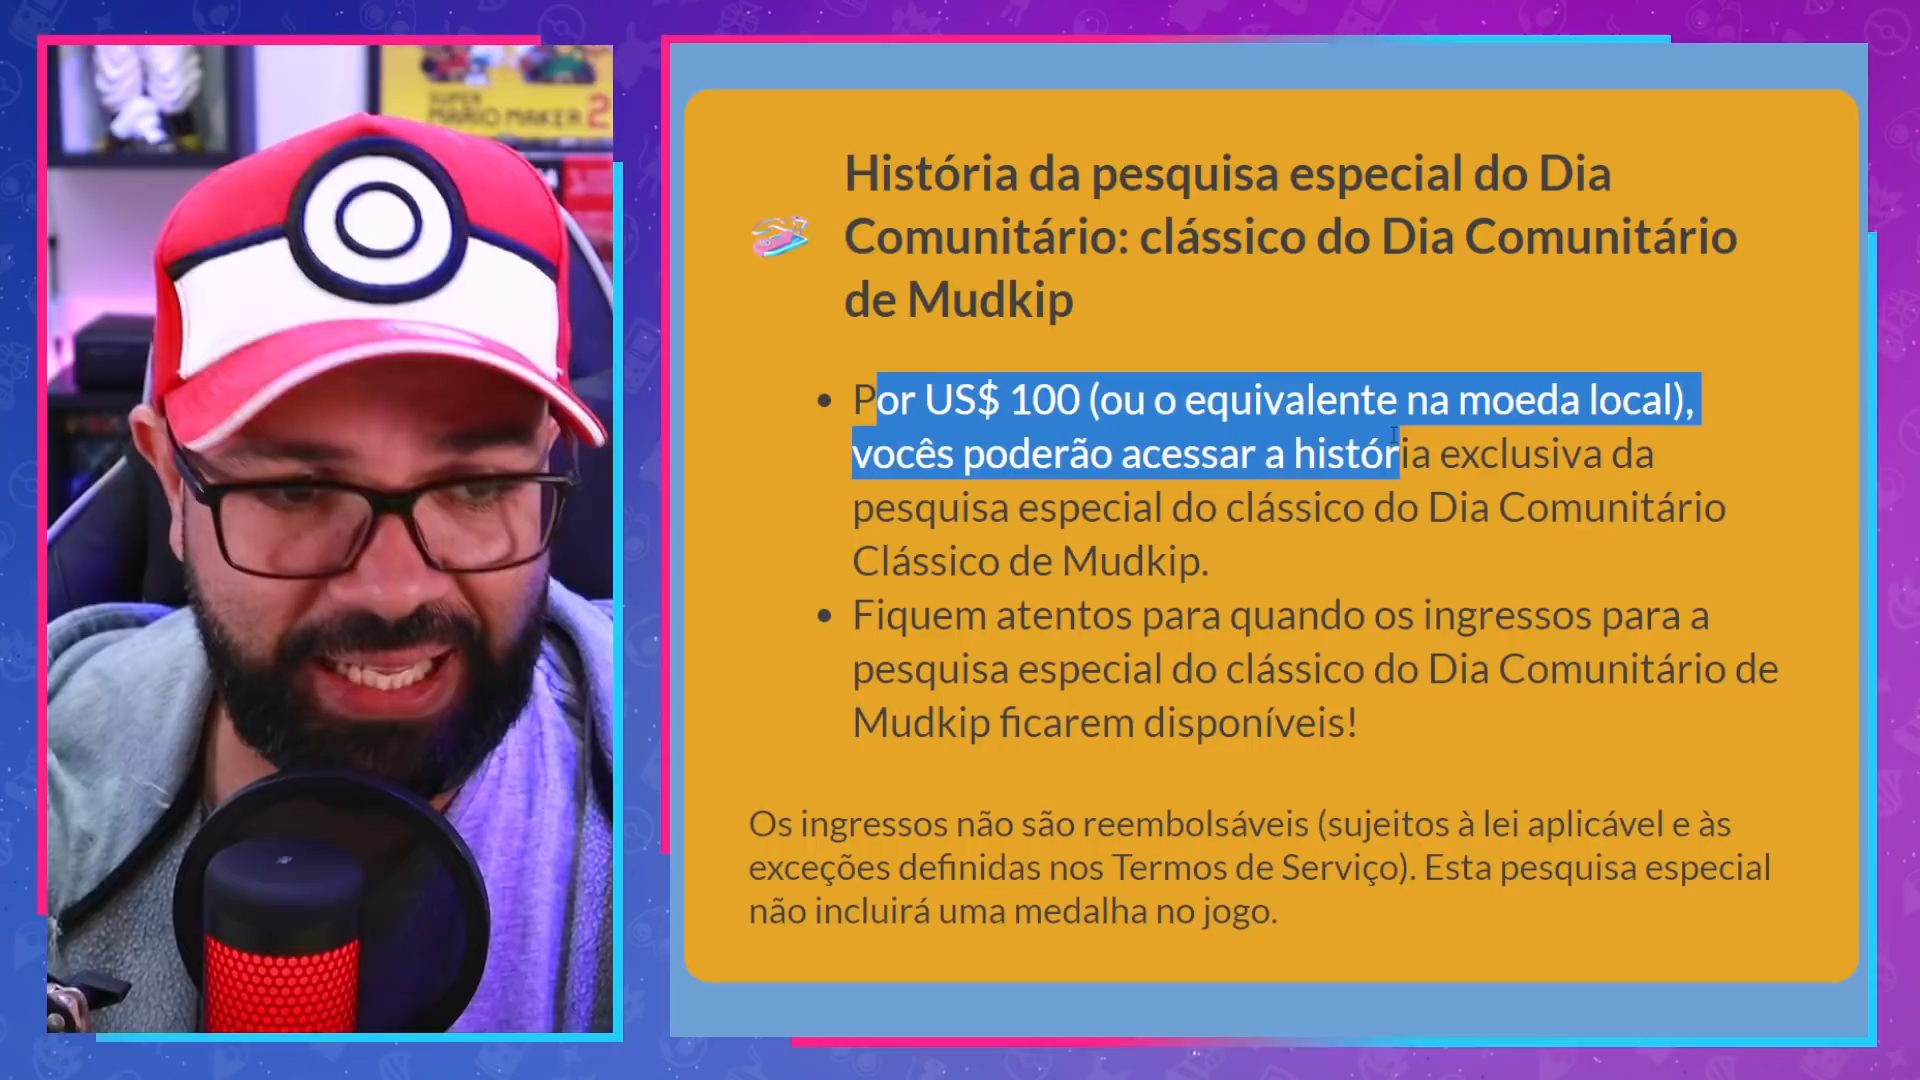 SUPER
MARIO MAKER 2
História da pesquisa especial do Dia
Comunitário: clássico do Dia Comunitário
de Mudkip
• Por US$ 100 (ou o equivalente na moeda local),
vocês poderão acessar a história exclusiva da
pesquisa especial do clássico do Dia Comunitário
Clássico de Mudkip.
• Fiquem atentos para quando os ingressos para a
pesquisa especial do clássico do Dia Comunitário de
Mudkip ficarem disponíveis!
Os ingressos não são reembolsáveis (sujeitos à lei aplicável e às
exceções definidas nos Termos de Serviço). Esta pesquisa especial
não incluirá uma medalha no jogo.